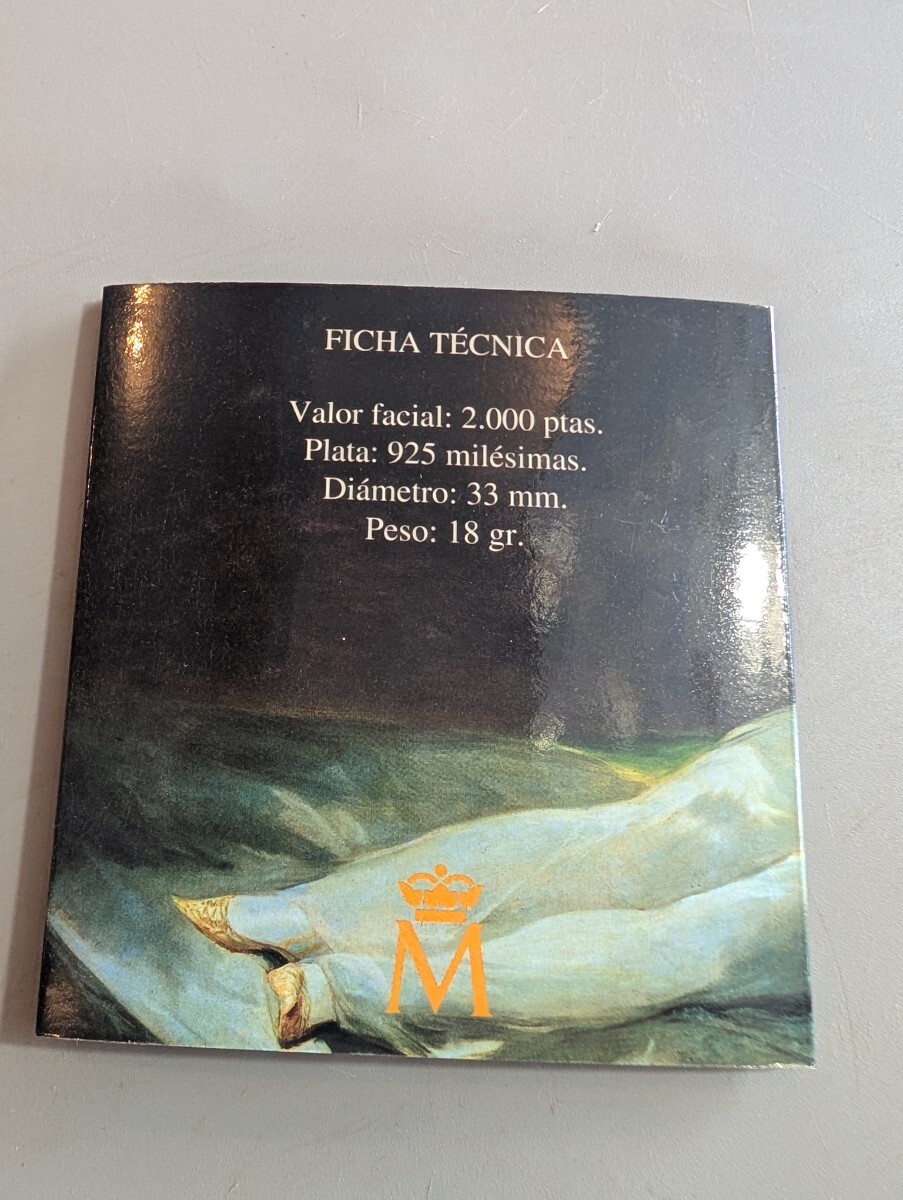 FICHA TÉCNICA
Valor facial: 2.000 ptas.
Plata: 925 milésimas.
Diámetro: 33 mm.
Peso: 18 gr.
M